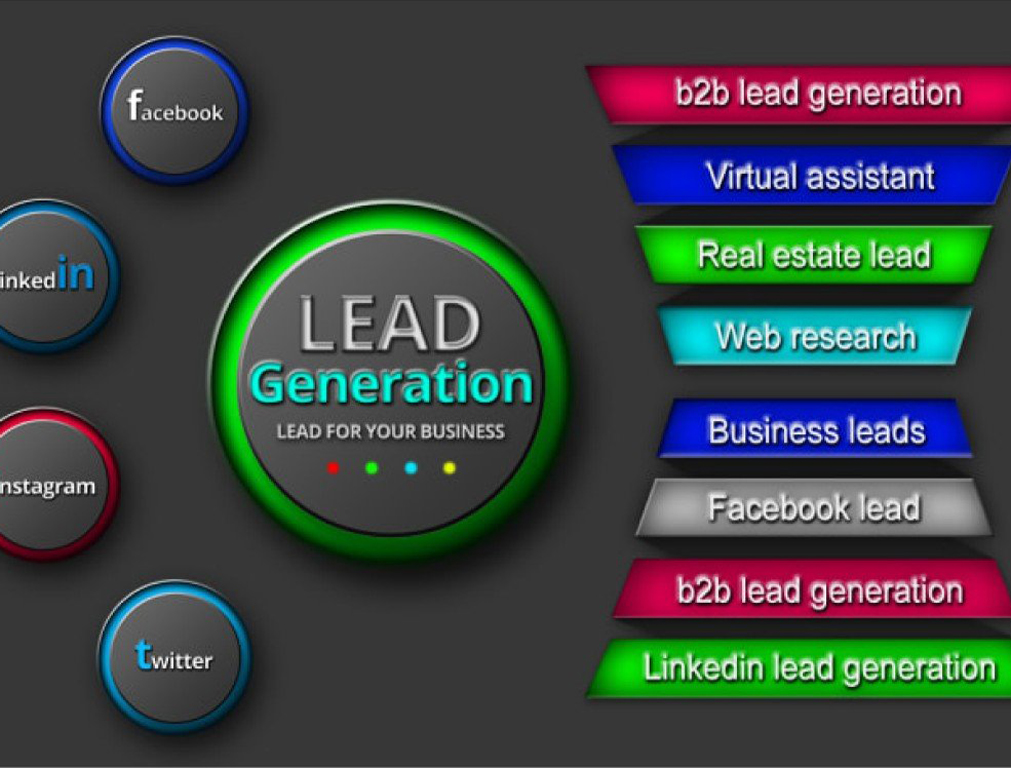 facebook
inkedin
nstagram
twitter
LEAD
Generation
LEAD FOR YOUR BUSINESS
b2b lead generation
Virtual assistant
Real estate lead
Web research
Business leads
Facebook lead
b2b lead generation
Linkedin lead generation